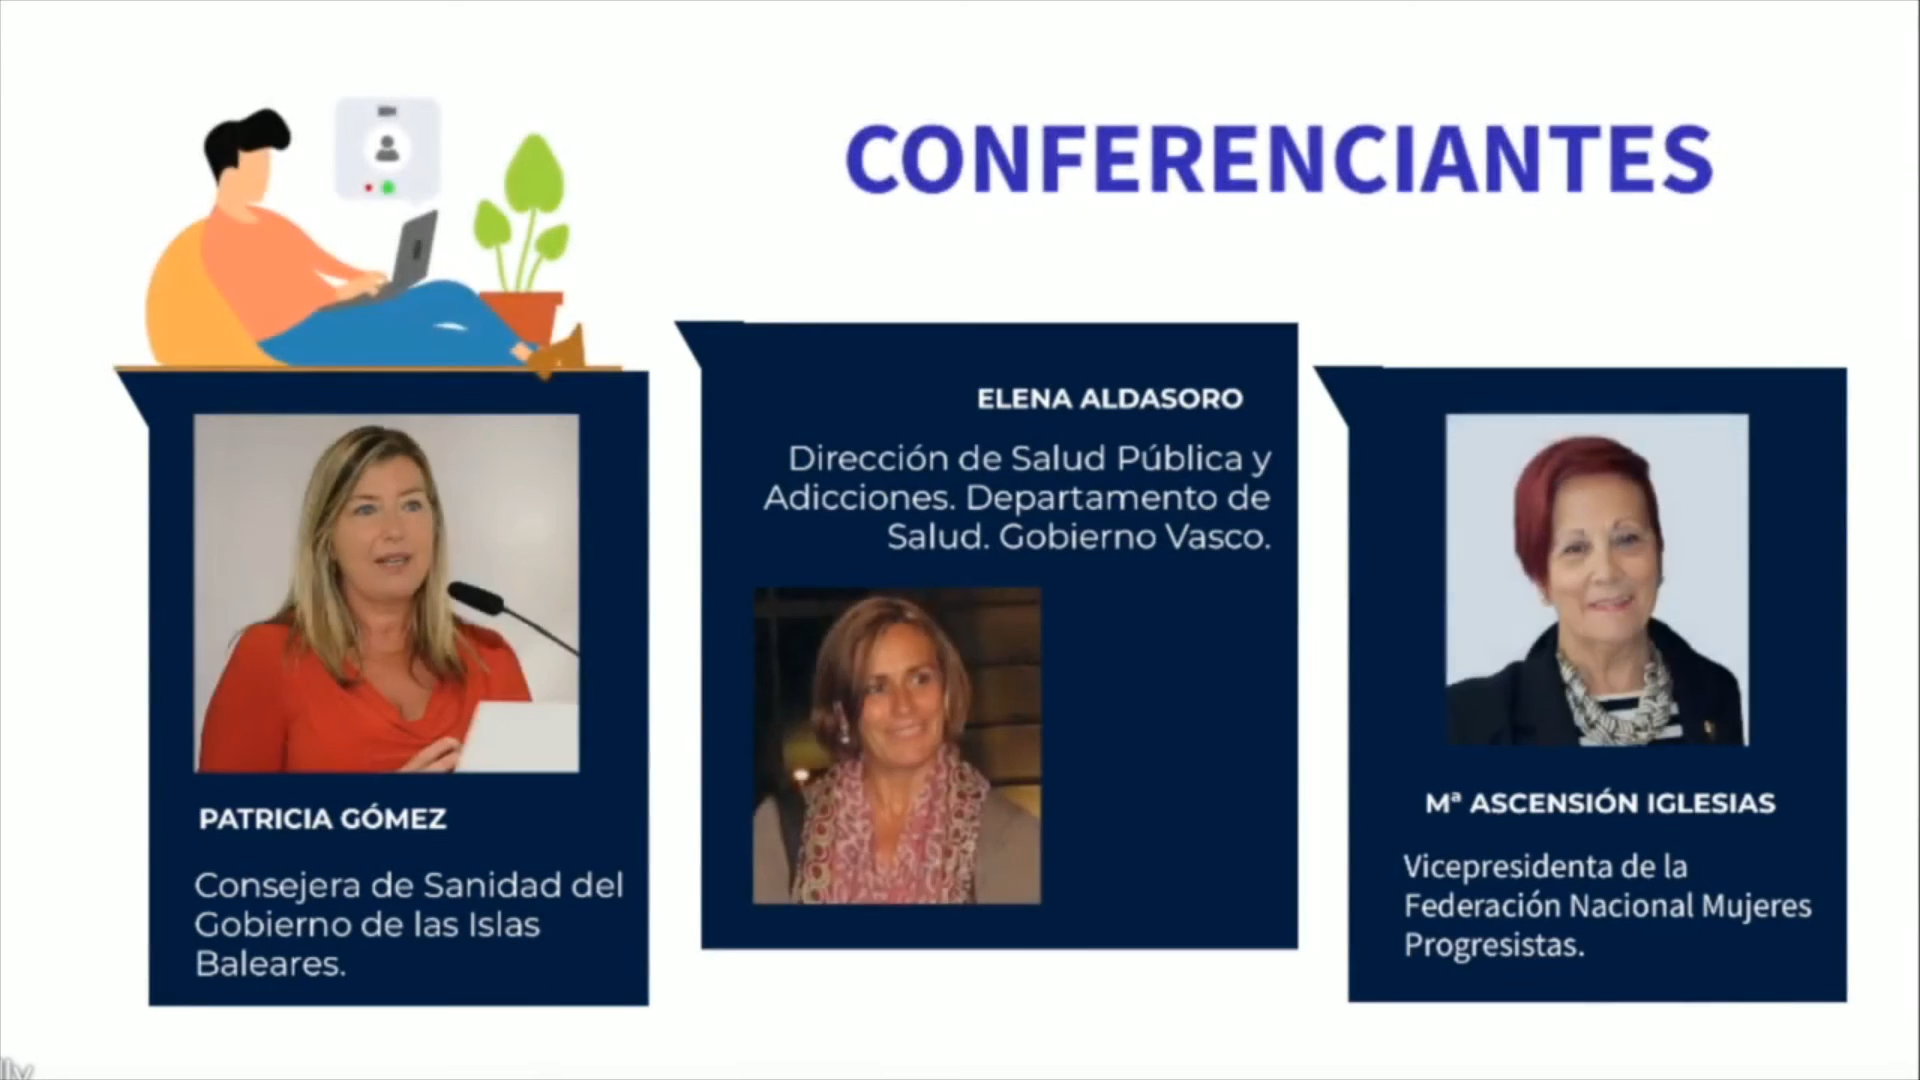 CONFERENCIANTES
PATRICIA GÓMEZ
Consejera de Sanidad del
Gobierno de las Islas
Baleares.
ELENA ALDASORO
Dirección de Salud Pública y
Adicciones. Departamento de
Salud. Gobierno Vasco.
Mª ASCENSIÓN IGLESIAS
Vicepresidenta de la
Federación Nacional Mujeres
Progresistas.